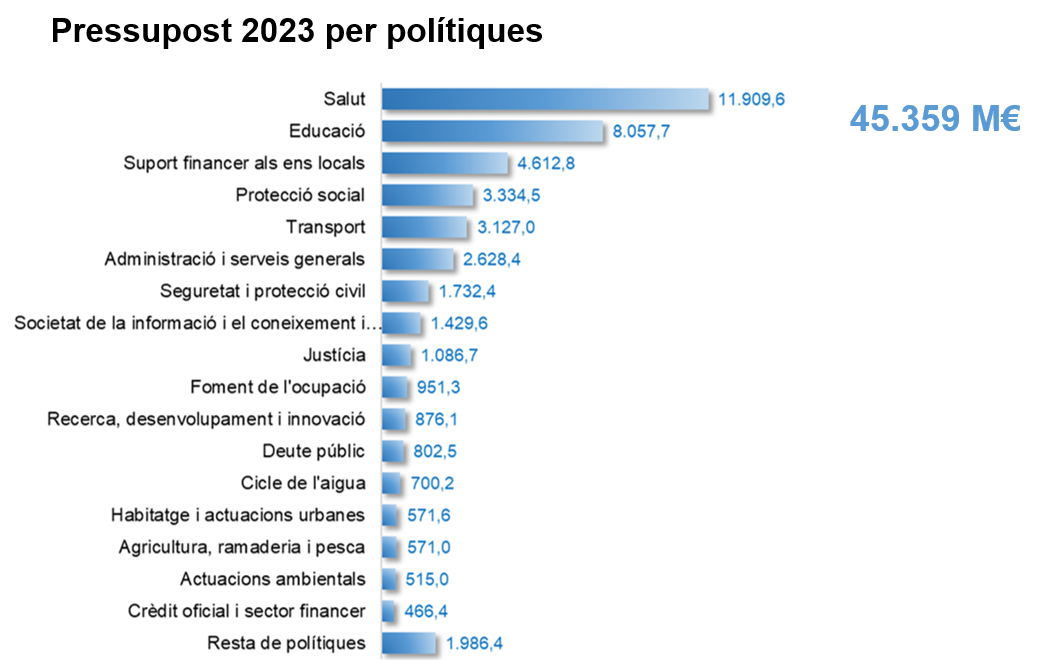 Pressupost 2023 per polítiques
45.359 M€
Salut 11.909,6
Educació 8.057,7
Suport financer als ens locals 4.612,8
Protecció social 3.334,5
Transport 3.127,0
Administració i serveis generals 2.628,4
Seguretat i protecció civil 1.732,4
Societat de la informació i el coneixement i... 1.429,6
Justícia 1.086,7
Foment de l'ocupació 951,3
Recerca, desenvolupament i innovació 876,1
Deute públic 802,5
Cicle de l'aigua 700,2
Habitatge i actuacions urbanes 571,6
Agricultura, ramaderia i pesca 571,0
Actuacions ambientals 515,0
Crèdit oficial i sector financer 466,4
Resta de polítiques 1.986,4